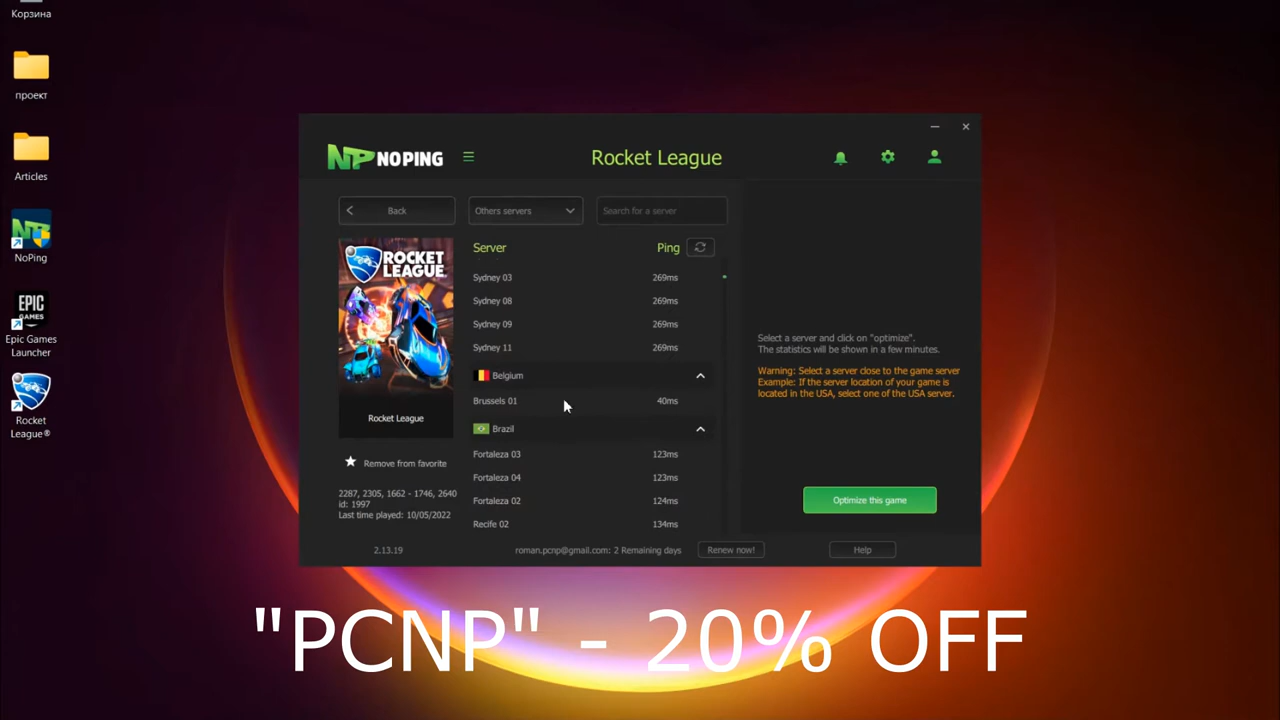 Корзина
проект
Articles
NoPing
EPIC
GAMES
Epic Games
Launcher
Rocket
League®
NP NOPING
Rocket League
Back
Others servers
Search for a server
ROCKET
LEAGUE
Rocket League
Remove from favorite
2287, 2305, 1662 - 1746, 2640
id: 1997
Last time played: 10/05/2022
Server Ping
Sydney 03 269ms
Sydney 08 269ms
Sydney 09 269ms
Sydney 11 269ms
Belgium
Brussels 01 40ms
Brazil
Fortaleza 03 123ms
Fortaleza 04 123ms
Fortaleza 02 124ms
Recife 02 134ms
Select a server and click on "optimize".
The statistics will be shown in a few minutes.
Warning: Select a server close to the game server
Example: If the server location of your game is
located in the USA, select one of the USA server.
Optimize this game
2.13.19
roman.pcnp@gmail.com: 2 Remaining days
Renew now!
Help
"PCNP" - 20% OFF